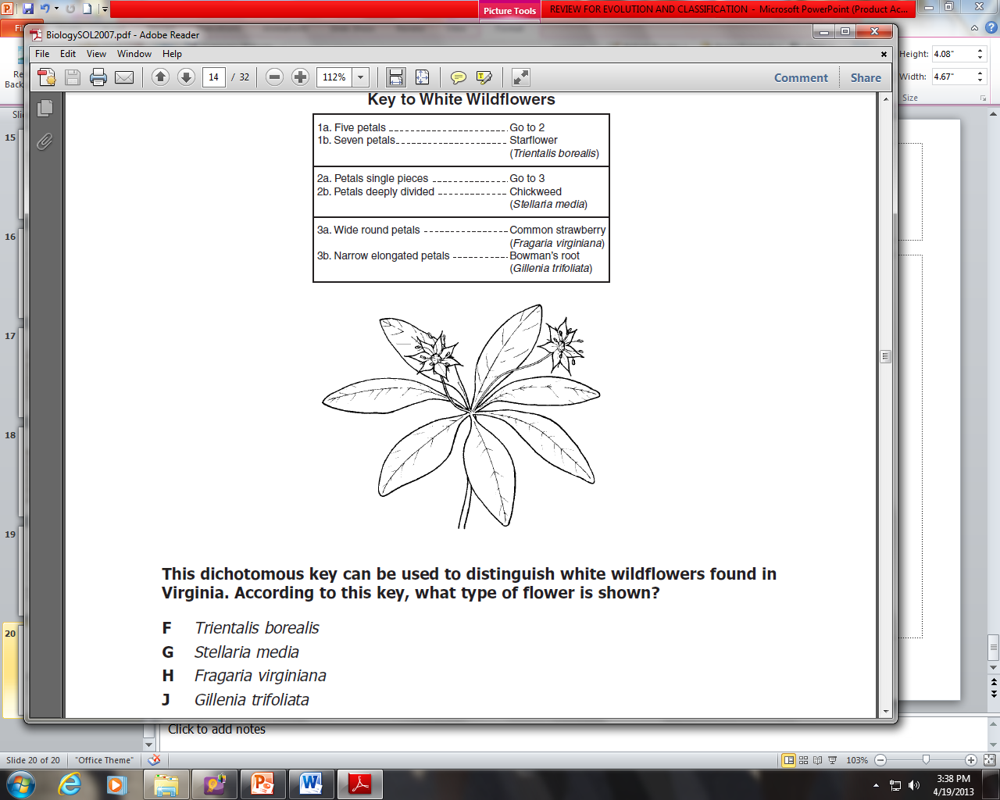 Picture Tools
REVIEW FOR EVOLUTION AND CLASSIFICATION - Microsoft PowerPoint (Product Ac...
BiologySOL2007.pdf - Adobe Reader
File Edit View Window Help
14 / 32 112% Comment Share
Height: 4.08"
Width: 4.67"
Size
Key to White Wildflowers
1a. Five petals Go to 2
1b. Seven petals Starflower
(Trientalis borealis)
2a. Petals single pieces Go to 3
2b. Petals deeply divided Chickweed
(Stellaria media)
3a. Wide round petals Common strawberry
(Fragaria virginiana)
3b. Narrow elongated petals Bowman's root
(Gillenia trifoliata)
15
16
17
18
19
20
This dichotomous key can be used to distinguish white wildflowers found in
Virginia. According to this key, what type of flower is shown?
F Trientalis borealis
G Stellaria media
H Fragaria virginiana
J Gillenia trifoliata
Click to add notes
Slide 20 of 20 "Office Theme" 103%
3:38 PM
4/19/2013